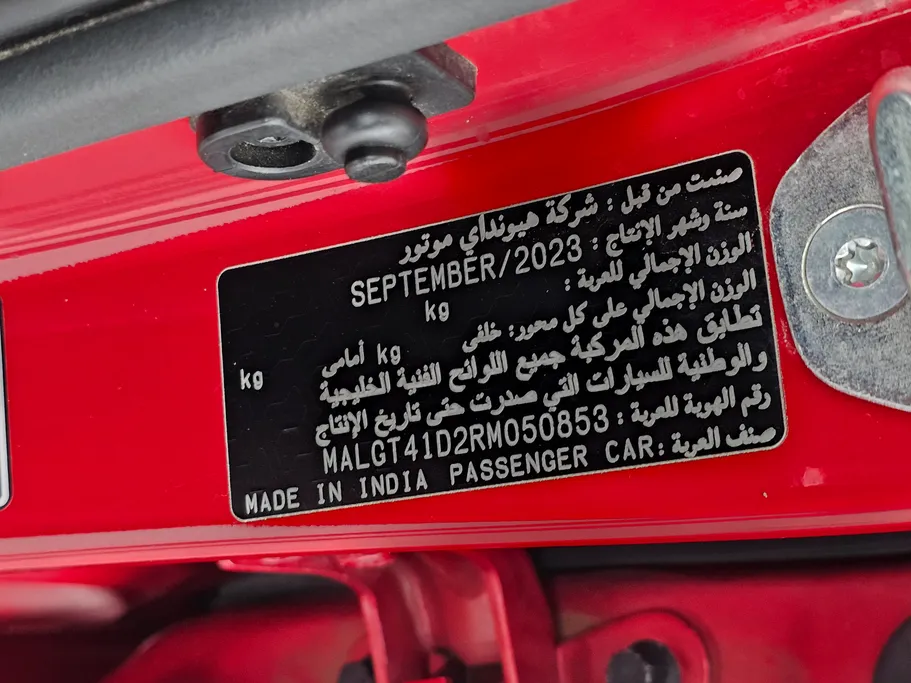 صنعت من قبل : شركة هيونداي موتور
سنة وشهر الإنتاج : SEPTEMBER/2023
الوزن الإجمالي للعربة : kg
الوزن الإجمالي على كل محور: خلفى kg أمامى kg
تطابق هذه المركبة جميع اللوائح الفنية الخليجية
والوطنية للسيارات التي صدرت حتى تاريخ الإنتاج
رقم الهوية للعربة : MALGT41D2RM050853
صنف العربة : PASSENGER CAR MADE IN INDIA